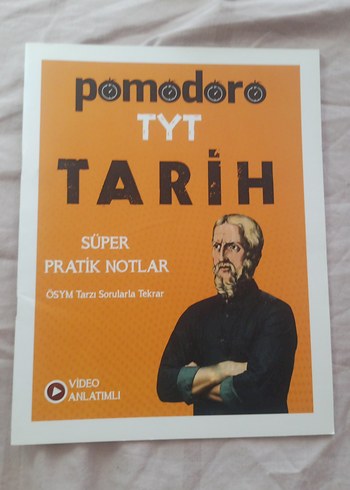 pomodoro
TYT
TARİH
SÜPER
PRATİK NOTLAR
ÖSYM Tarzı Sorularla Tekrar
VİDEO
ANLATIMLI